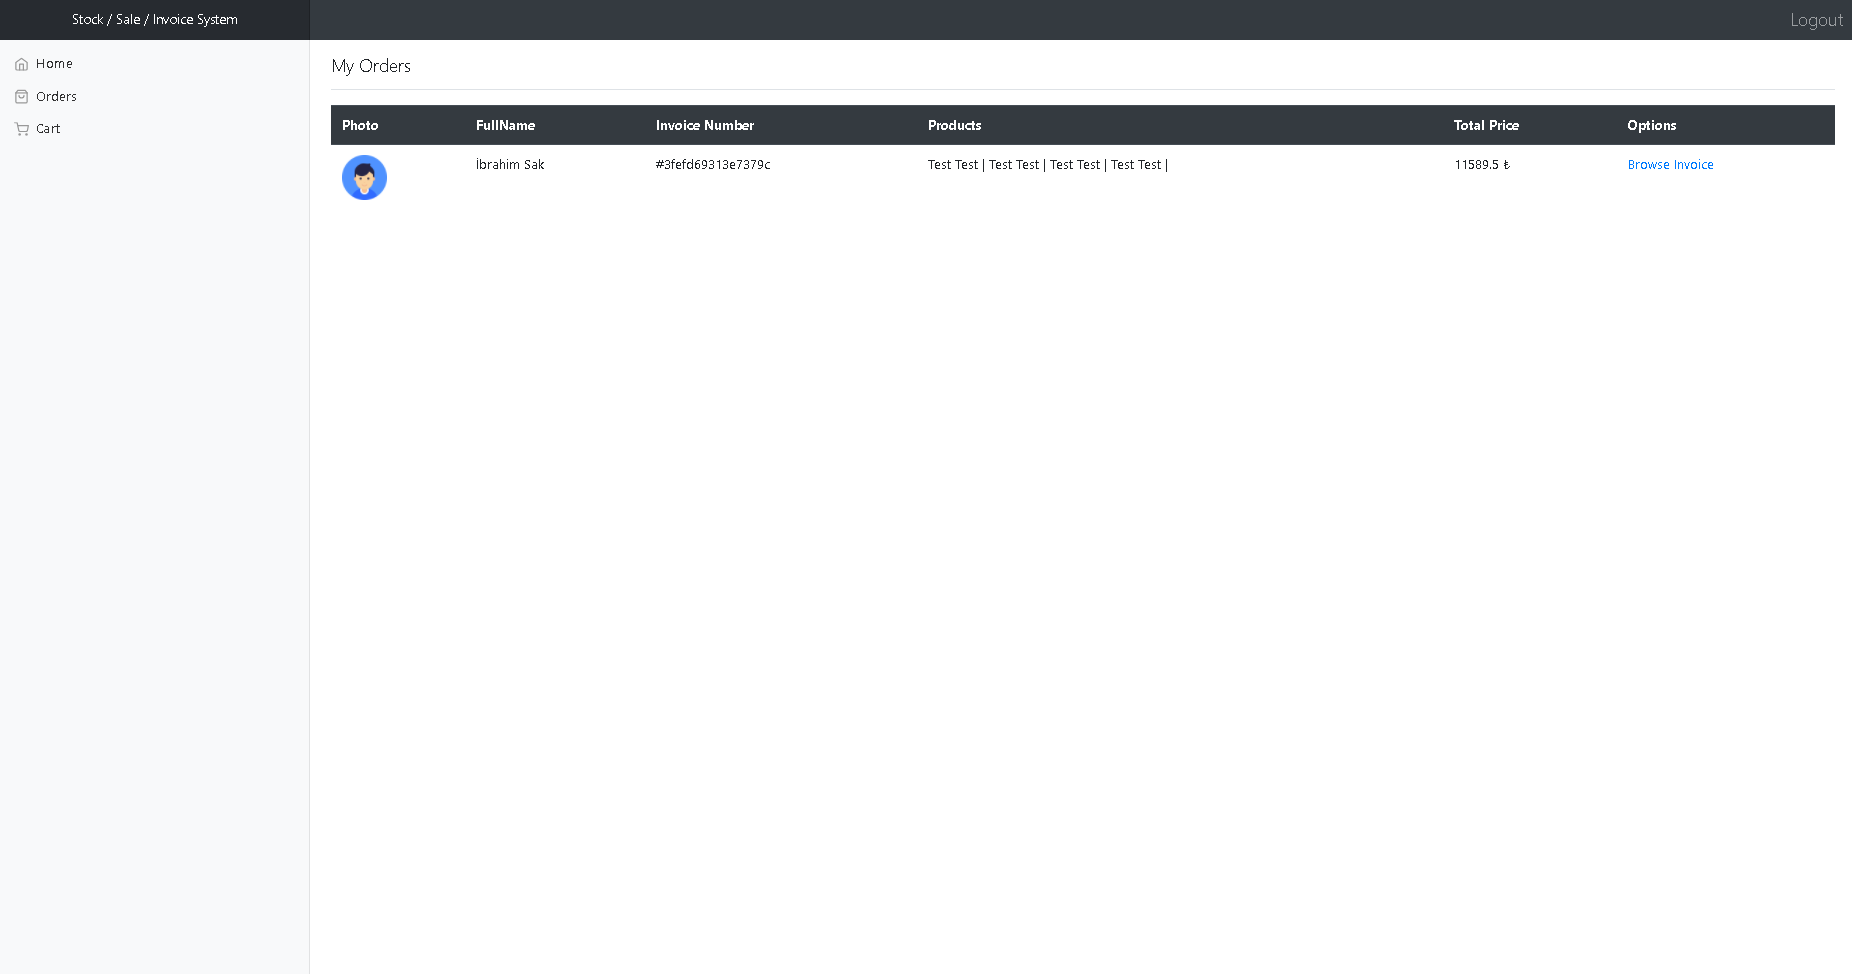 Stock / Sale / Invoice System
Logout
Home
Orders
Cart
My Orders
Photo FullName Invoice Number Products Total Price Options
İbrahim Sak #3fefd69313e7379c Test Test | Test Test | Test Test | Test Test | 11589.5 ₺ Browse Invoice